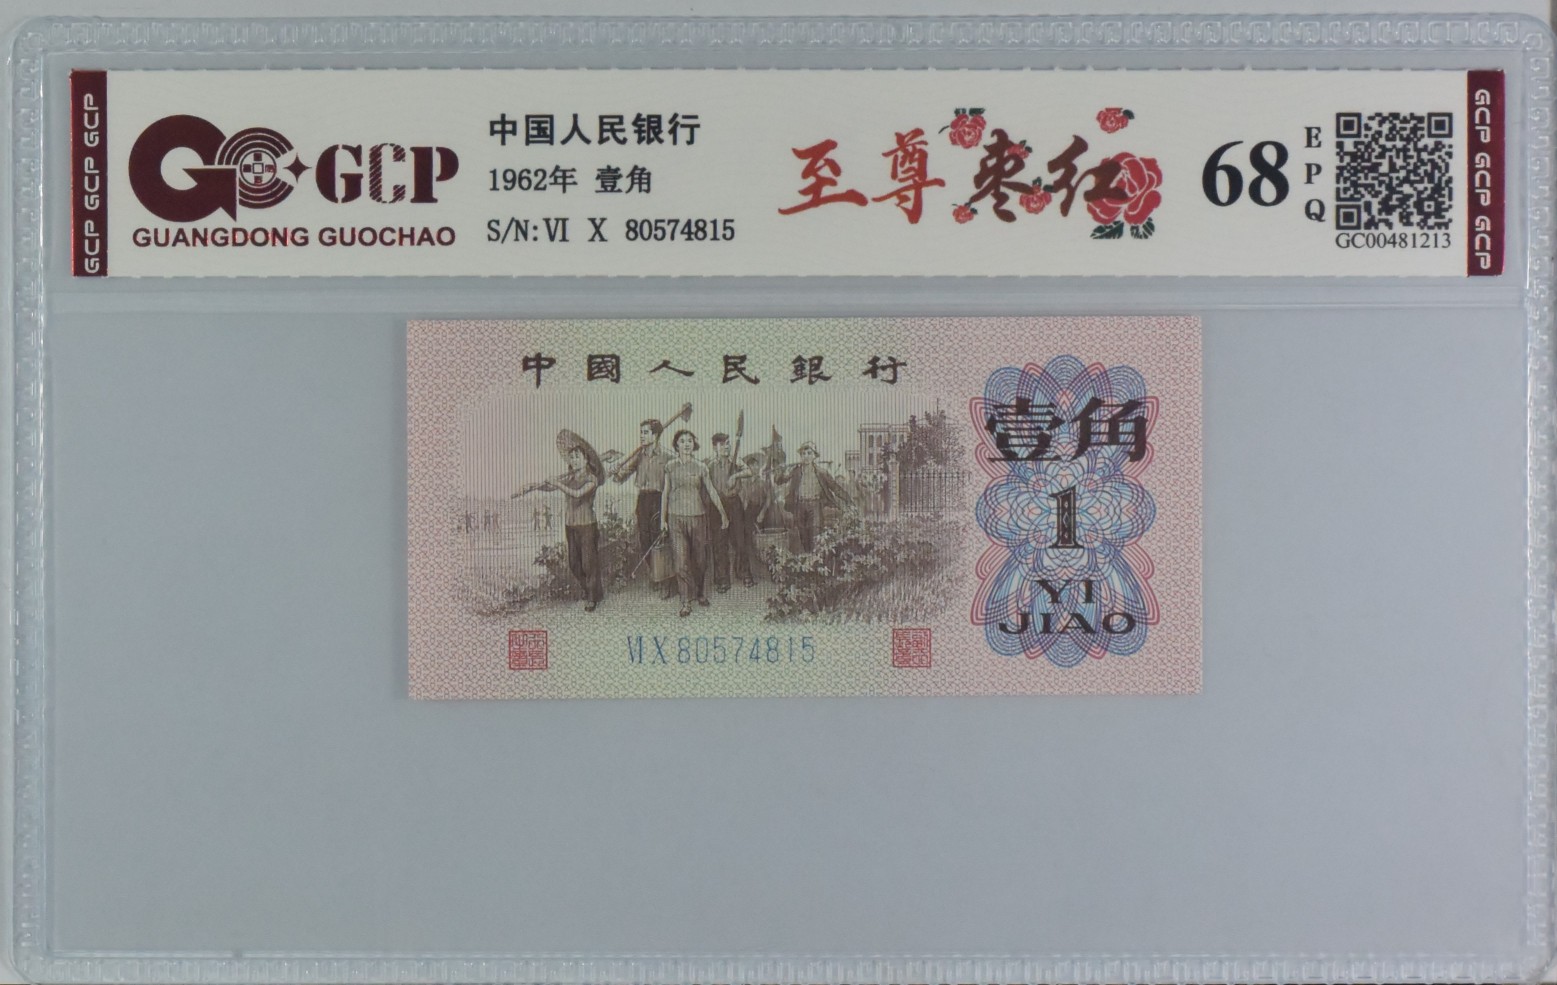 GCP GCP GCP
GCP
GUANGDONG GUOCHAO
中国人民银行
1962年 壹角
S/N:VI X 80574815
至尊枣红
68
EPQ
GC00481213
GCP GCP GCP
中國人民銀行
壹角
1
YI
JIAO
VI X 80574815